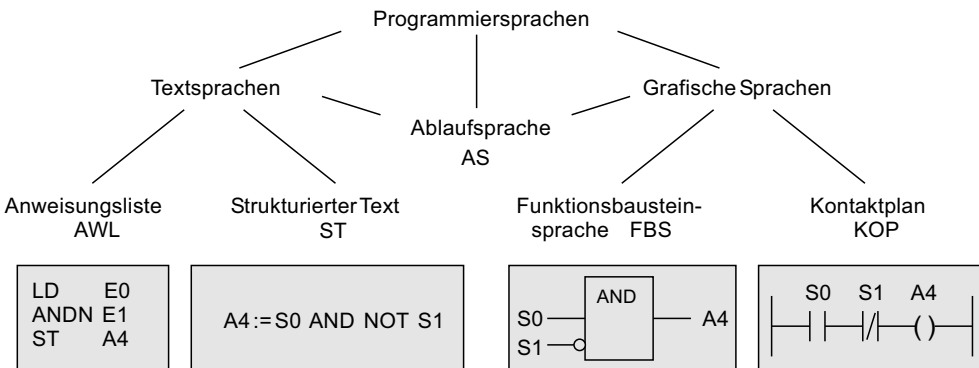 Programmiersprachen
Textsprachen
Grafische Sprachen
Ablaufsprache
AS
Anweisungsliste
AWL
Strukturierter Text
ST
Funktionsbaustein-
sprache FBS
Kontaktplan
KOP
LD E0
ANDN E1
ST A4
A4:=S0 AND NOT S1
AND
S0
A4
S1
S0 S1 A4
( )